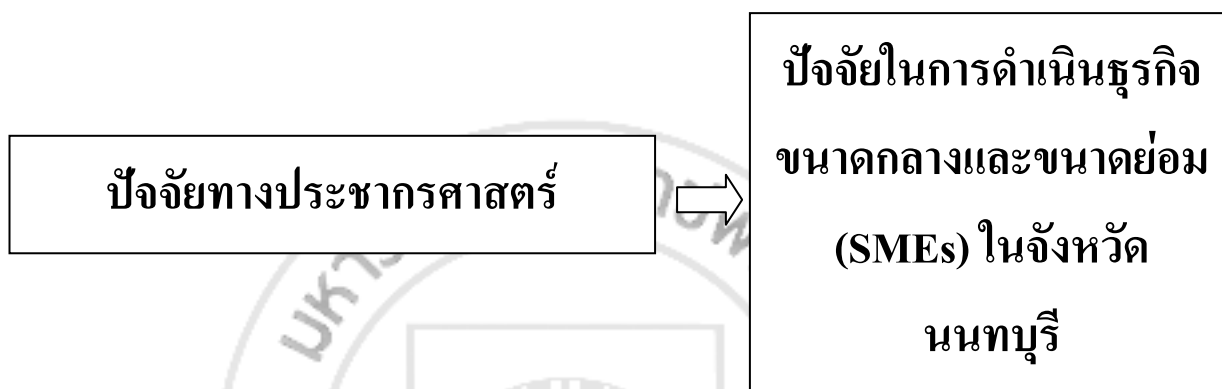 ปัจจัยทางประชากรศาสตร์
ปัจจัยในการดำเนินธุรกิจ
ขนาดกลางและขนาดย่อม
(SMEs) ในจังหวัด
นนทบุรี